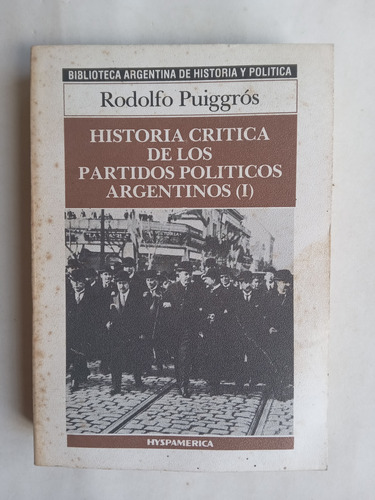 BIBLIOTECA ARGENTINA DE HISTORIA Y POLITICA
Rodolfo Puiggrós
HISTORIA CRITICA
DE LOS
PARTIDOS POLITICOS
ARGENTINOS (I)
HYSPAMERICA